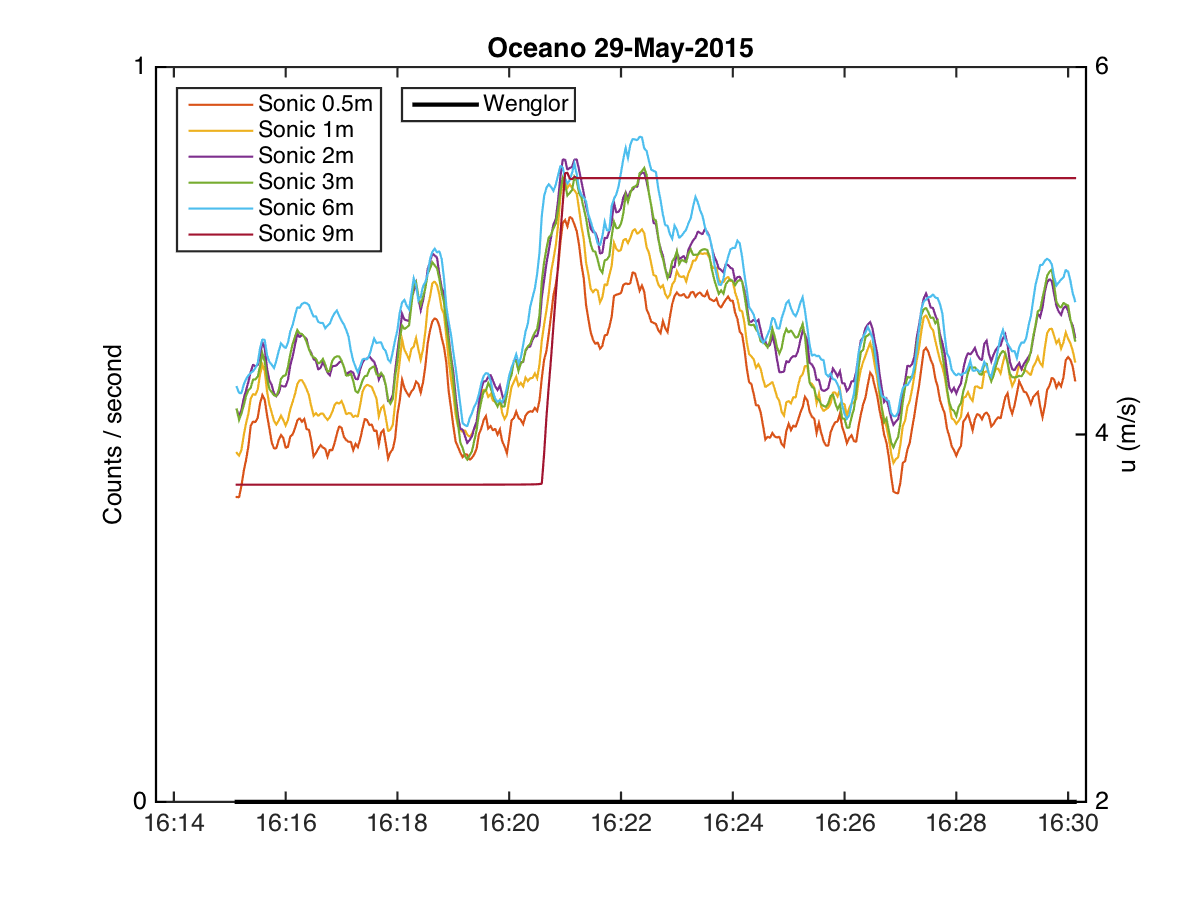 Oceano 29-May-2015
1
6
Sonic 0.5m
Wenglor
Sonic 1m
Sonic 2m
Sonic 3m
Sonic 6m
Sonic 9m
Counts / second
4
u (m/s)
0
2
16:14 16:16 16:18 16:20 16:22 16:24 16:26 16:28 16:30